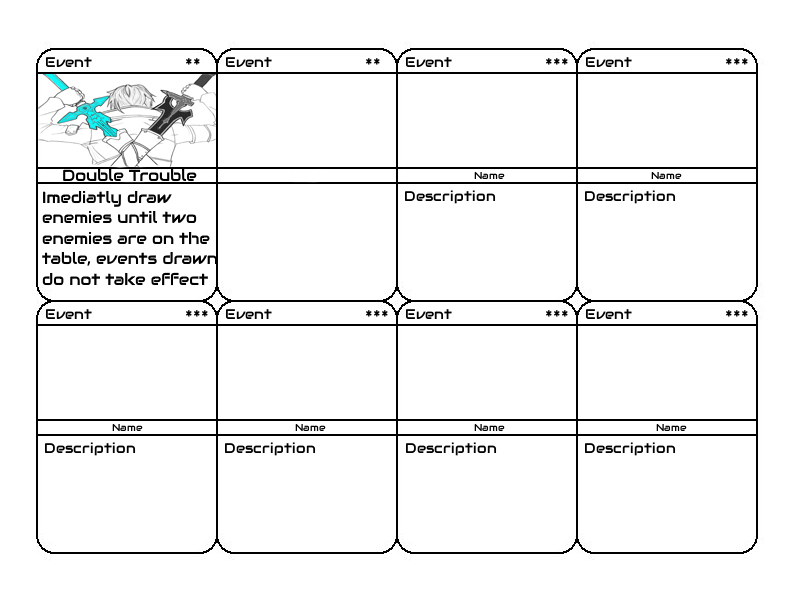 Event **
Event **
Event ***
Event ***
Double Trouble
Name
Name
Imediatly draw
enemies until two
enemies are on the
table, events drawn
do not take effect
Description
Description
Event ***
Event ***
Event ***
Event ***
Name
Name
Name
Name
Description
Description
Description
Description